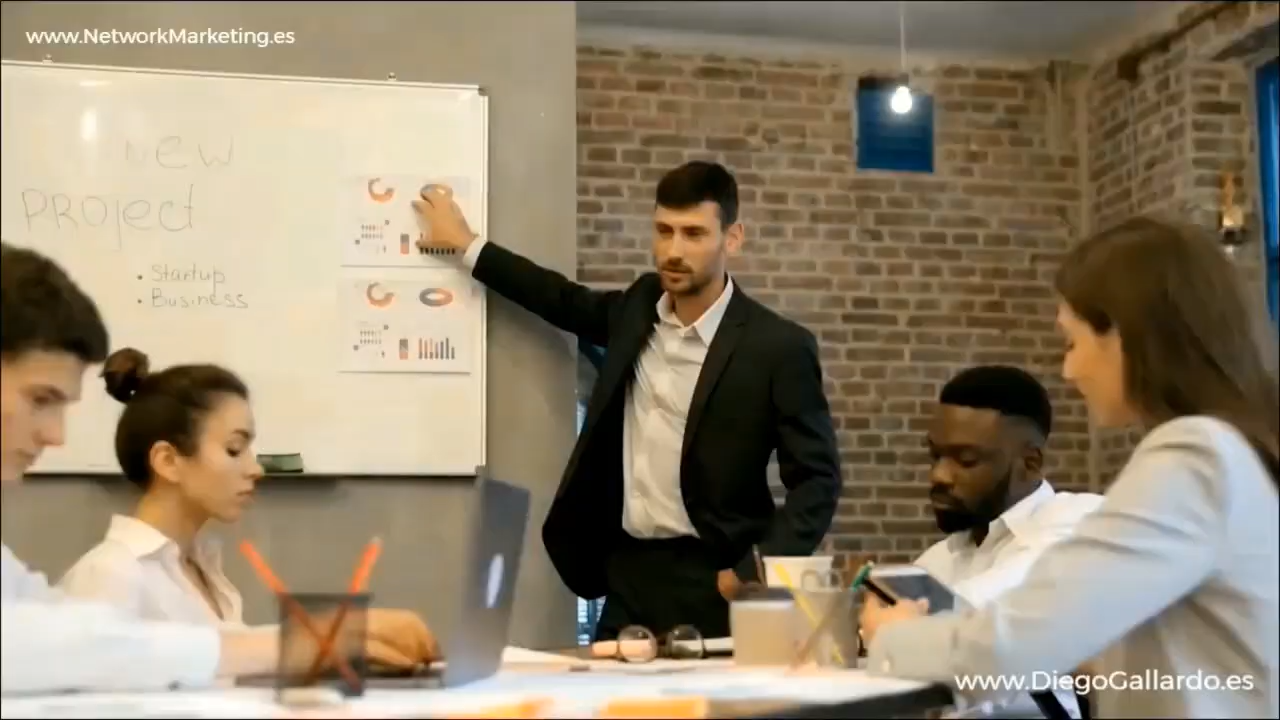 www.NetworkMarketing.es
New
PROject
• Startup
• Business
www.DiegoGallardo.es